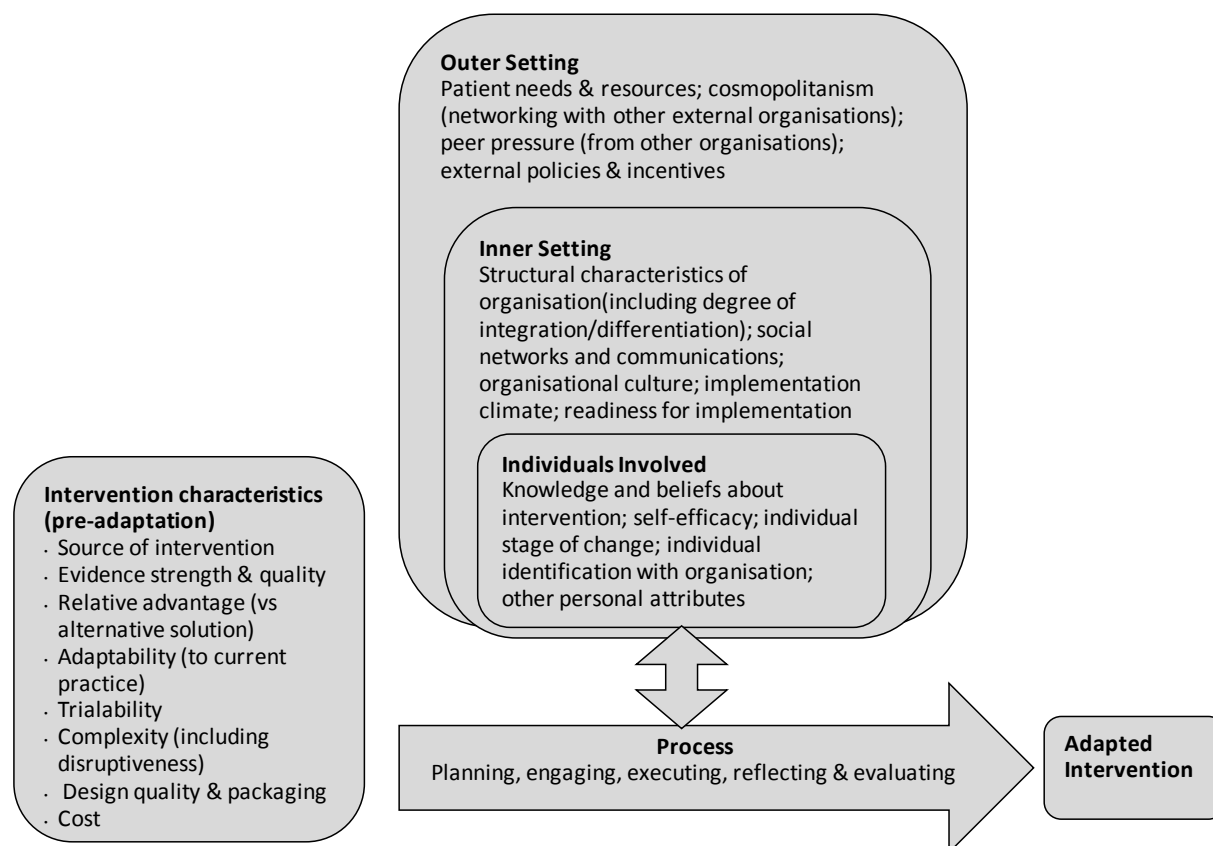 Outer Setting
Patient needs & resources; cosmopolitanism
(networking with other external organisations);
peer pressure (from other organisations);
external policies & incentives
Inner Setting
Structural characteristics of
organisation(including degree of
integration/differentiation); social
networks and communications;
organisational culture; implementation
climate; readiness for implementation
Individuals Involved
Knowledge and beliefs about
intervention; self-efficacy; individual
stage of change; individual
identification with organisation;
other personal attributes
Intervention characteristics
(pre-adaptation)
· Source of intervention
· Evidence strength & quality
· Relative advantage (vs
alternative solution)
· Adaptability (to current
practice)
· Trialability
· Complexity (including
disruptiveness)
· Design quality & packaging
· Cost
Process
Planning, engaging, executing, reflecting & evaluating
Adapted
Intervention